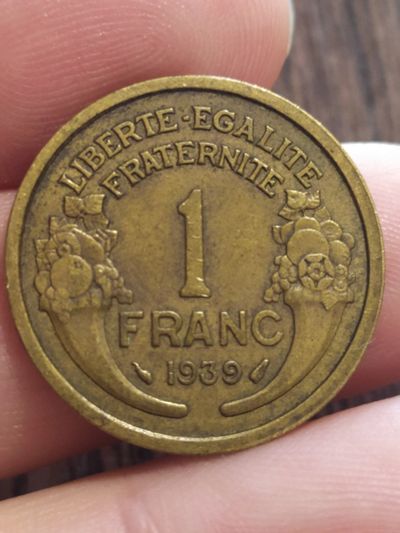 LIBERTE-EGALITE
FRATERNITE
1
FRANC
1939